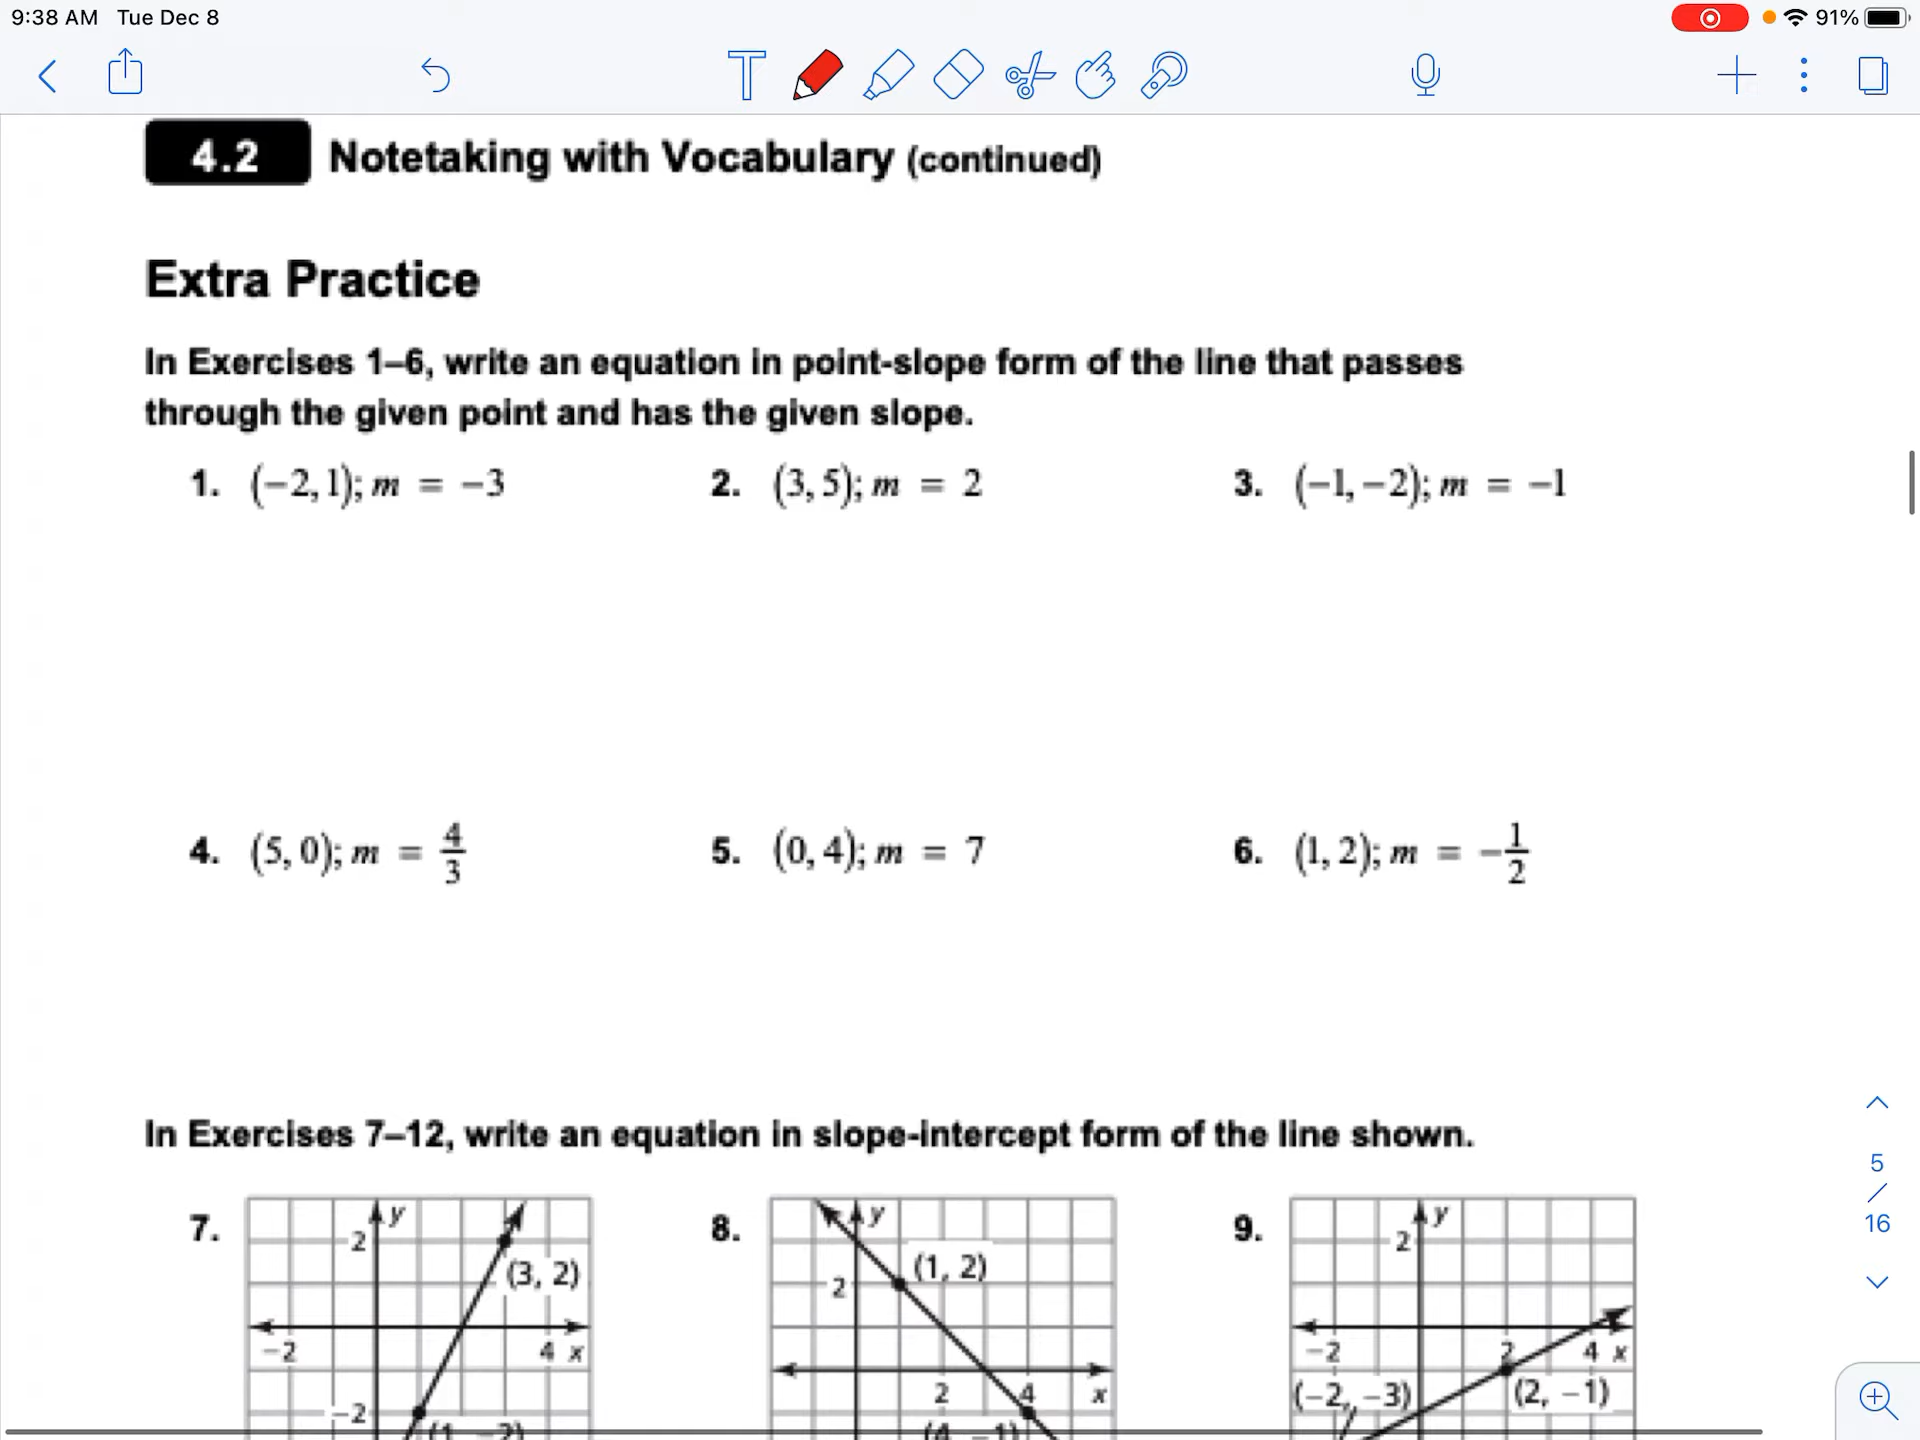 9:38 AM Tue Dec 8
91%
4.2 Notetaking with Vocabulary (continued)
Extra Practice
In Exercises 1–6, write an equation in point-slope form of the line that passes
through the given point and has the given slope.
1. (−2, 1); m = −3
2. (3, 5); m = 2
3. (−1, −2); m = −1
4. (5, 0); m = 4/3
5. (0, 4); m = 7
6. (1, 2); m = −1/2
In Exercises 7–12, write an equation in slope-intercept form of the line shown.
7.
y
2
(3, 2)
−2
4 x
−2
8.
y
(1, 2)
2
2
4
x
9.
y
2
−2
2
4 x
(−2, −3)
(2, −1)
5
/
16